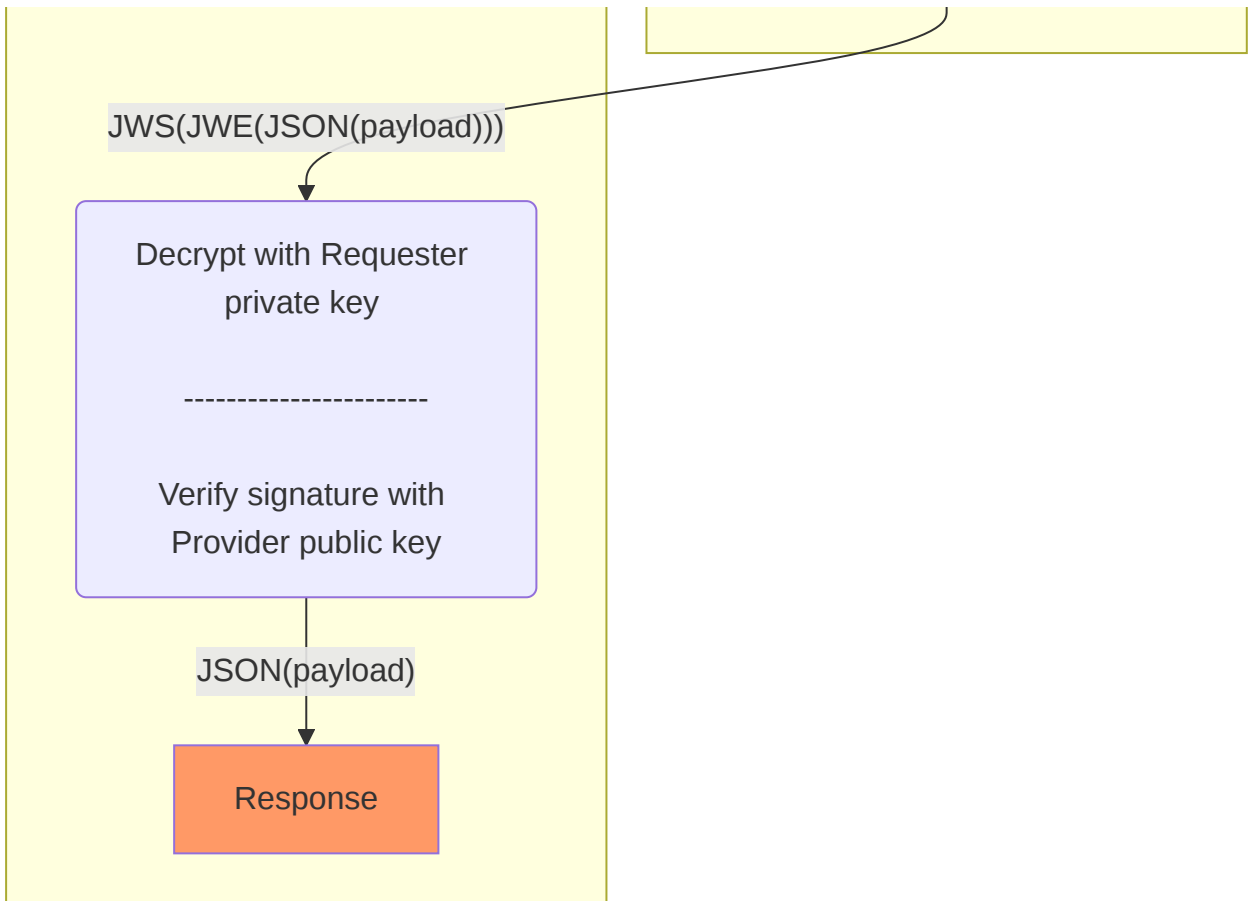 JWS(JWE(JSON(payload)))
Decrypt with Requester
private key
-----------------------
Verify signature with
Provider public key
JSON(payload)
Response